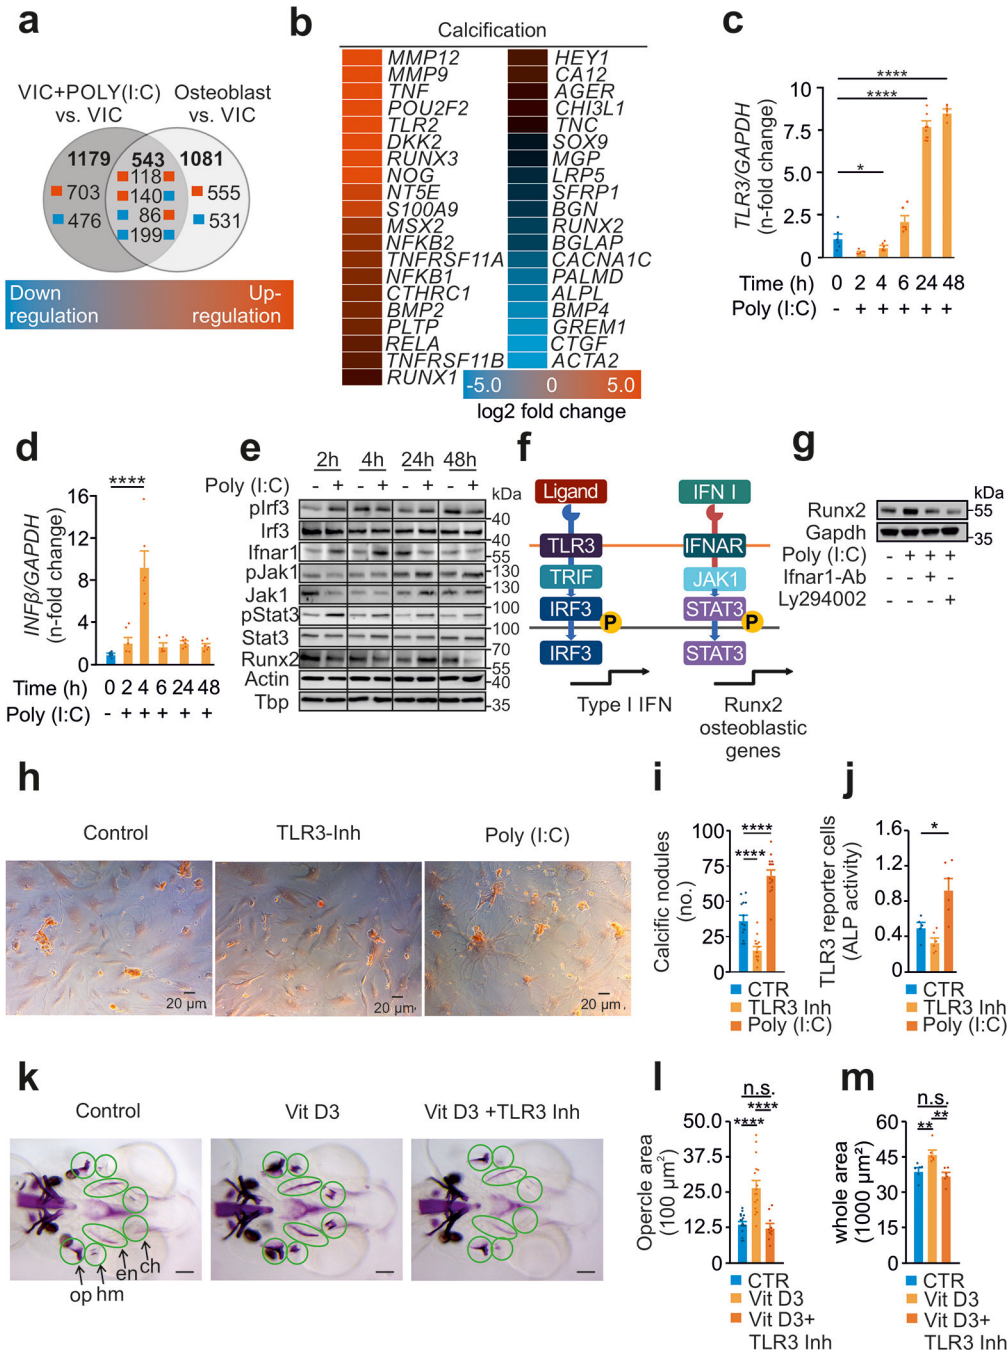 a
VIC+POLY(I:C)
vs. VIC
Osteoblast
vs. VIC
1179
543
1081
118
703
140
555
476
86
531
199
Down
regulation
Up-
regulation
b
Calcification
MMP12
MMP9
TNF
POU2F2
TLR2
DKK2
RUNX3
NOG
NT5E
S100A9
MSX2
NFKB2
TNFRSF11A
NFKB1
CTHRC1
BMP2
PLTP
RELA
TNFRSF11B
RUNX1
HEY1
CA12
AGER
CHI3L1
TNC
SOX9
MGP
LRP5
SFRP1
BGN
RUNX2
BGLAP
CACNA1C
PALMD
ALPL
BMP4
GREM1
CTGF
ACTA2
-5.0 0 5.0
log2 fold change
c
TLR3/GAPDH
(n-fold change)
10
7.5
5.0
2.5
0
****
****
*
Time (h) 0 2 4 6 24 48
Poly (I:C) - + + + + +
d
INFβ/GAPDH
(n-fold change)
16
12
8
4
0
****
Time (h) 0 2 4 6 24 48
Poly (I:C) - + + + + +
e
2h 4h 24h 48h
Poly (I:C) - + - + - + - +
kDa
pIrf3
40
Irf3
40
Ifnar1
55
pJak1
130
Jak1
130
100
pStat3
100
Stat3
70
Runx2
55
Actin
40
Tbp
35
f
Ligand
IFN I
TLR3
IFNAR
TRIF
JAK1
IRF3
STAT3
P
P
IRF3
STAT3
Type I IFN
Runx2
osteoblastic
genes
g
kDa
Runx2
55
Gapdh
35
Poly (I:C) - + + +
Ifnar1-Ab +
Ly294002 +
h
Control
TLR3-Inh
Poly (I:C)
20 µm
20 µm
20 µm
i
Calcific nodules
(no.)
100
75
50
25
0
****
****
CTR
TLR3 Inh
Poly (I:C)
j
TLR3 reporter cells
(ALP activity)
1.6
1.2
0.8
0.4
0
*
CTR
TLR3 Inh
Poly (I:C)
k
Control
Vit D3
Vit D3 +TLR3 Inh
op hm en ch
l
Opercle area
(100 µm²)
50.0
37.5
25.0
12.5
0
n.s.
****
****
CTR
Vit D3
Vit D3+
TLR3 Inh
m
whole area
(1000 µm²)
60
45
30
15
0
n.s.
**
**
CTR
Vit D3
Vit D3+
TLR3 Inh